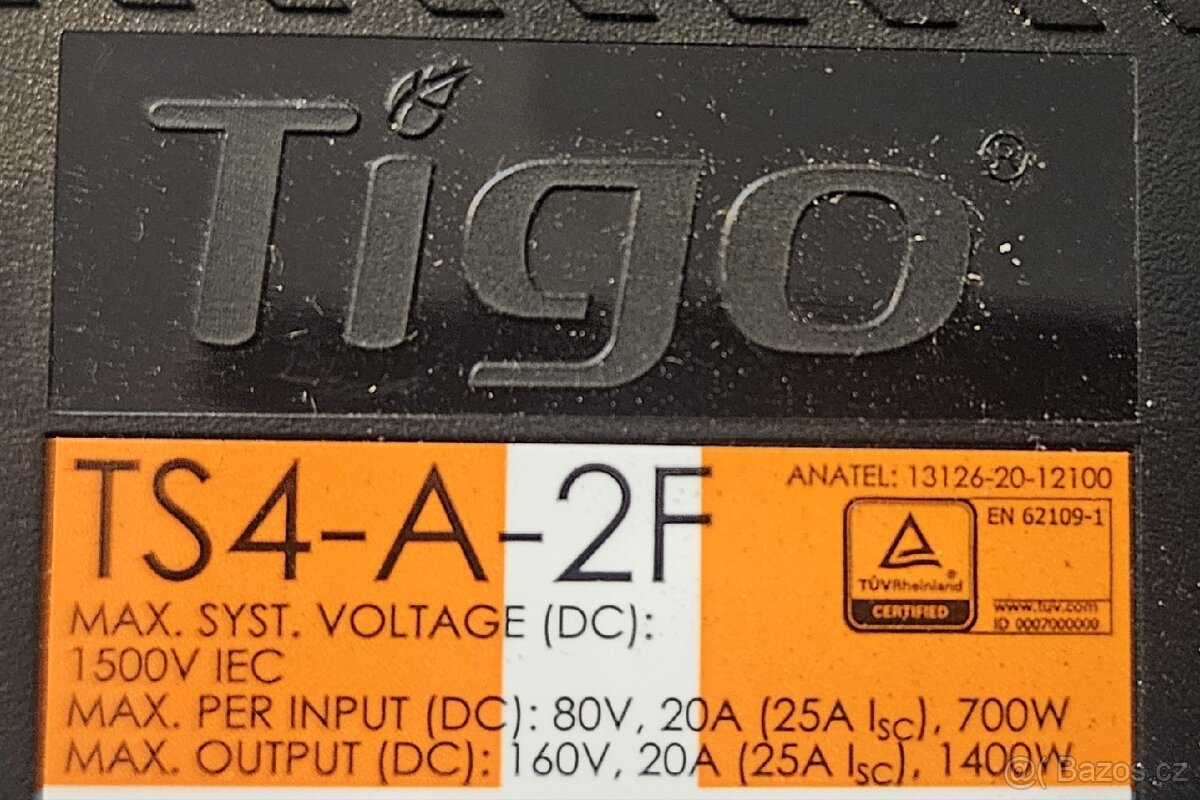 Tigo®
TS4-A-2F
ANATEL: 13126-20-12100
EN 62109-1
TÜVRheinland®
CERTIFIED
www.tuv.com
ID 0007000000
MAX. SYST. VOLTAGE (DC):
1500V IEC
MAX. PER INPUT (DC): 80V, 20A (25A Isc), 700W
MAX. OUTPUT (DC): 160V, 20A (25A Isc), 1400W
@( Bazos.cz